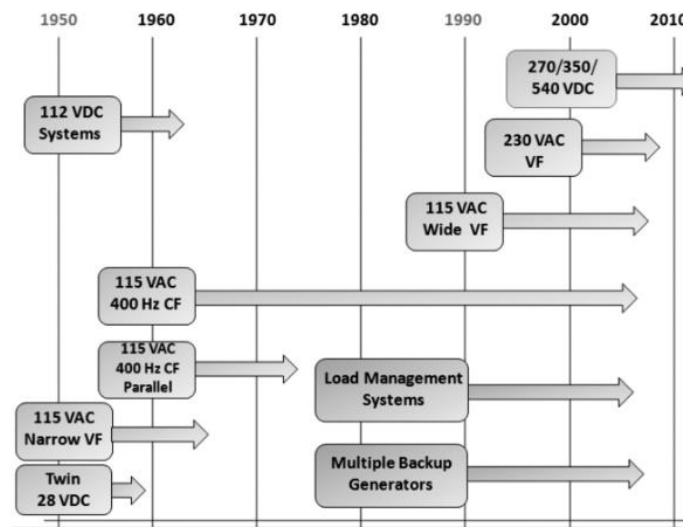 1950 1960 1970 1980 1990 2000 2010
270/350/
540 VDC
112 VDC
Systems
230 VAC
VF
115 VAC
Wide VF
115 VAC
400 Hz CF
115 VAC
400 Hz CF
Parallel
Load Management
Systems
115 VAC
Narrow VF
Multiple Backup
Generators
Twin
28 VDC